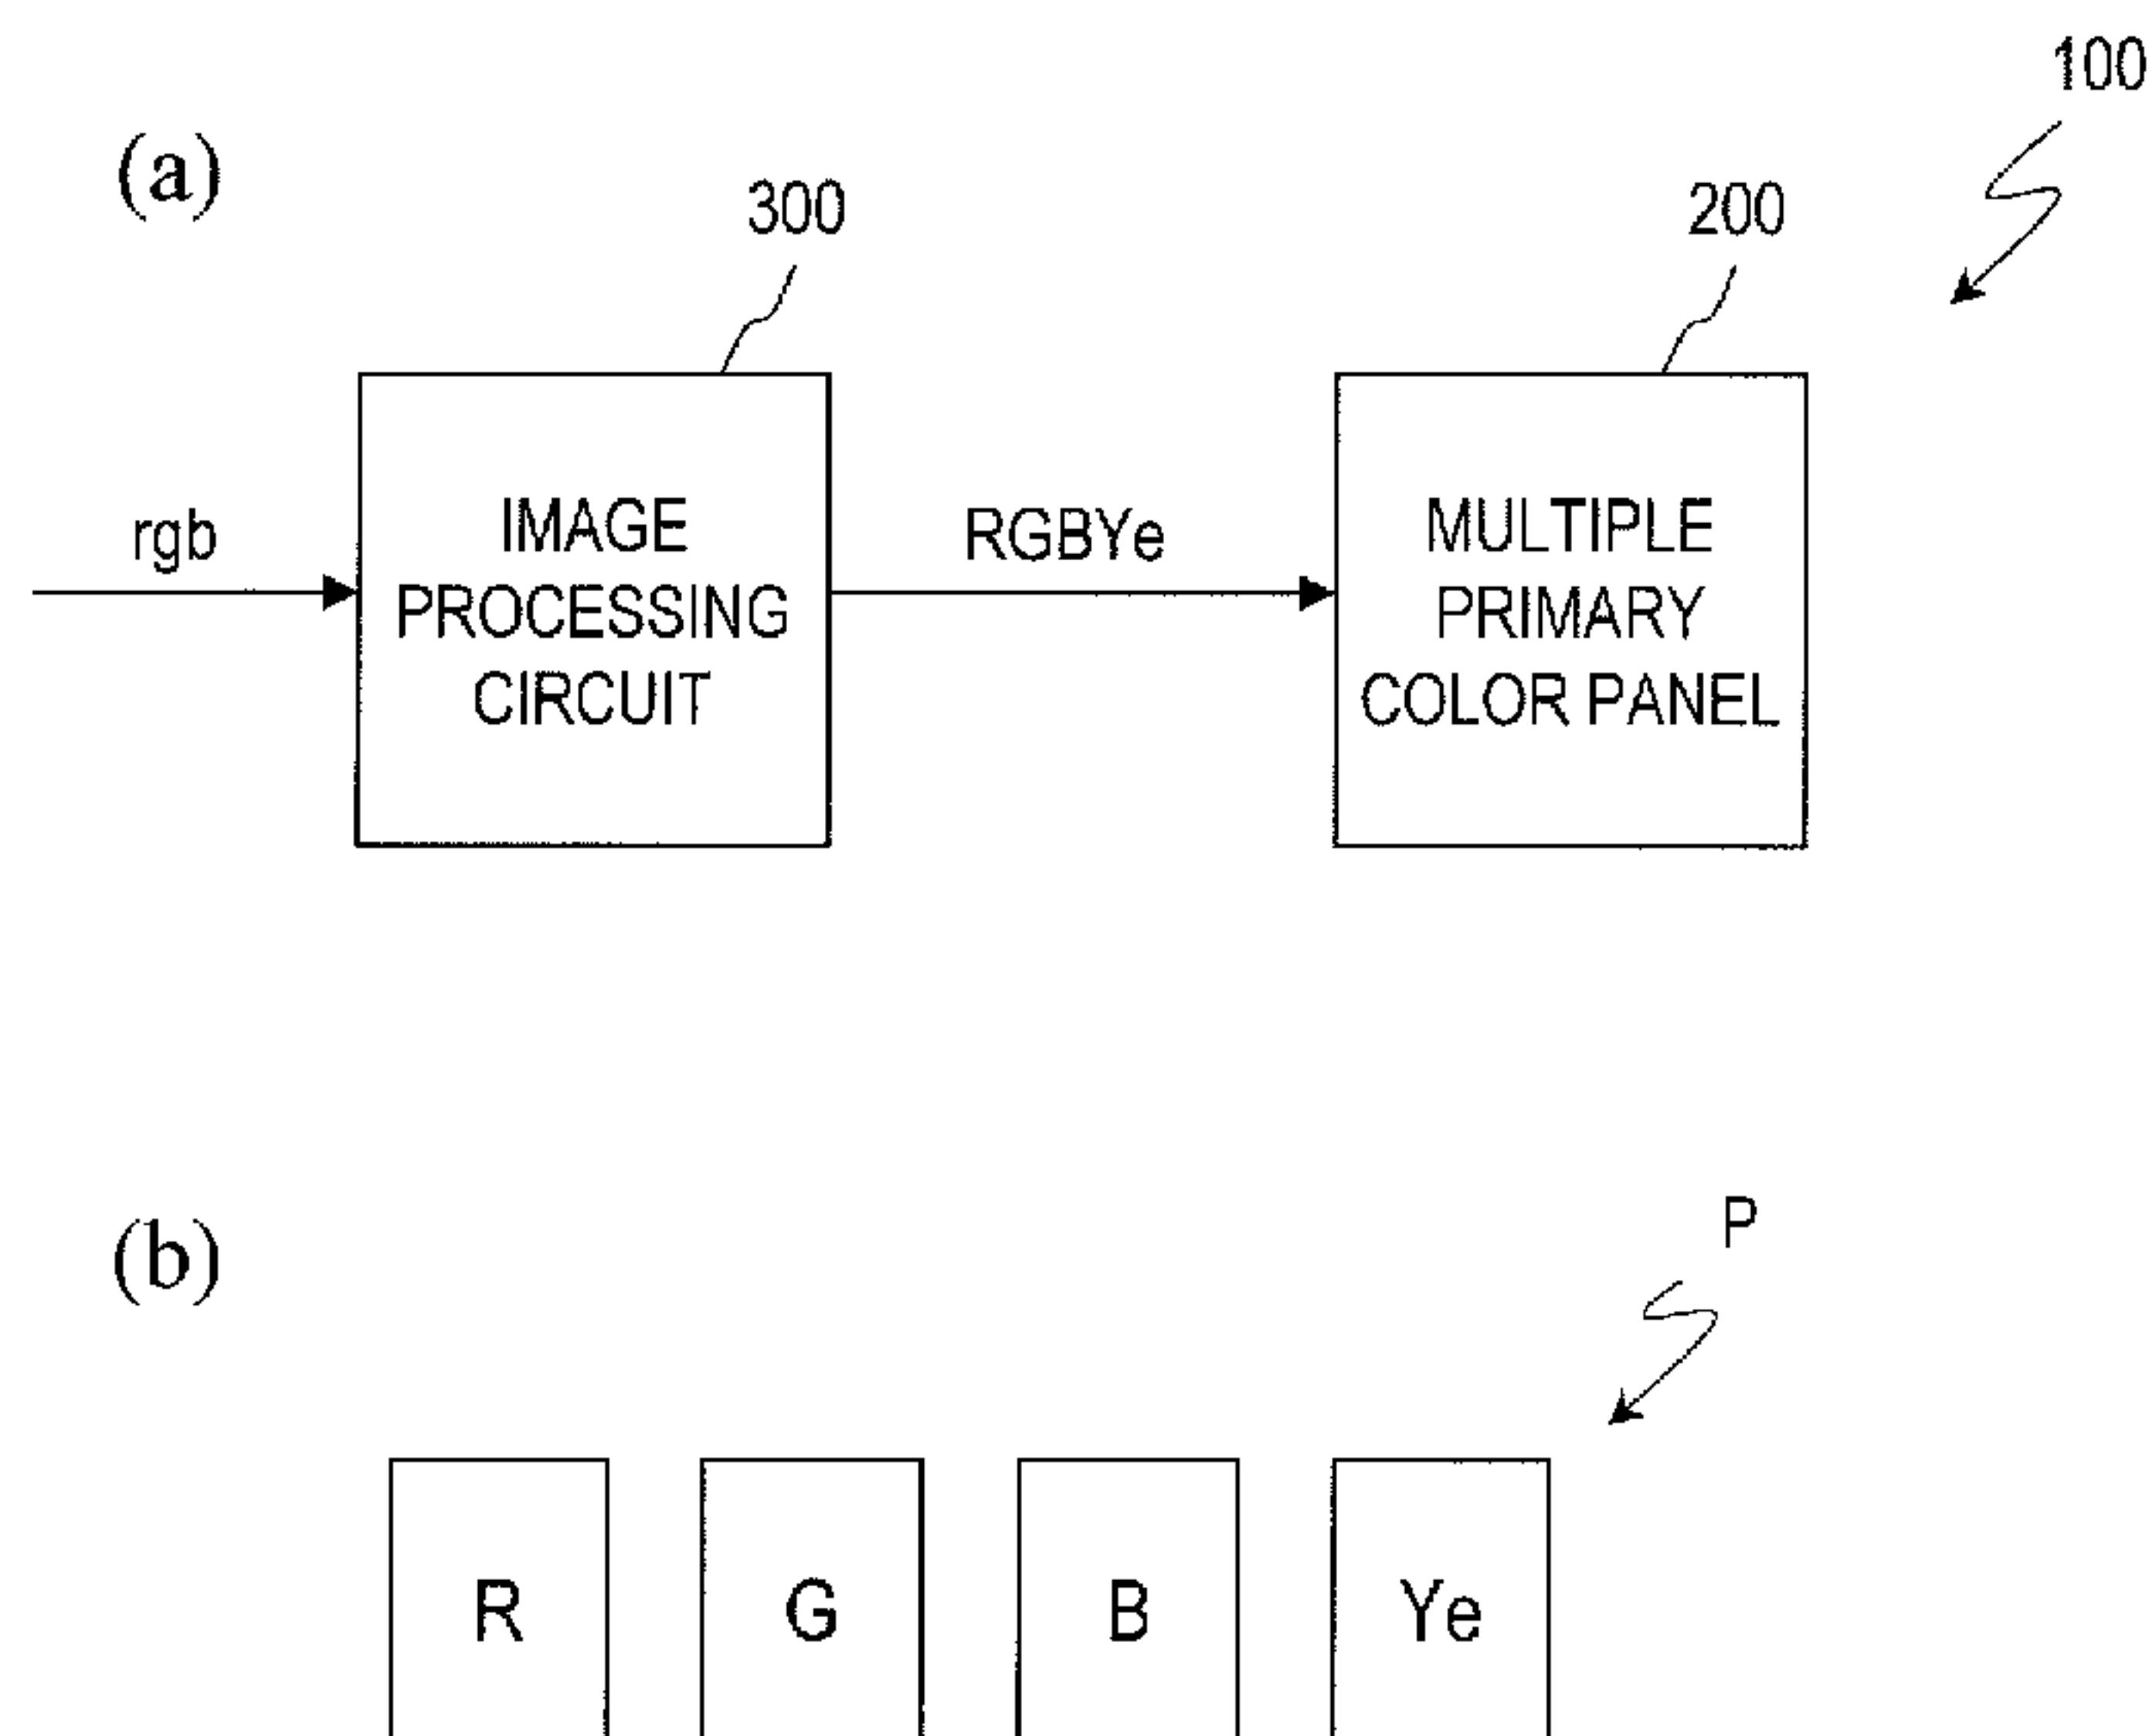 100
(a)
300
200
rgb
IMAGE
PROCESSING
CIRCUIT
RGBYe
MULTIPLE
PRIMARY
COLOR PANEL
(b)
P
R
G
B
Ye